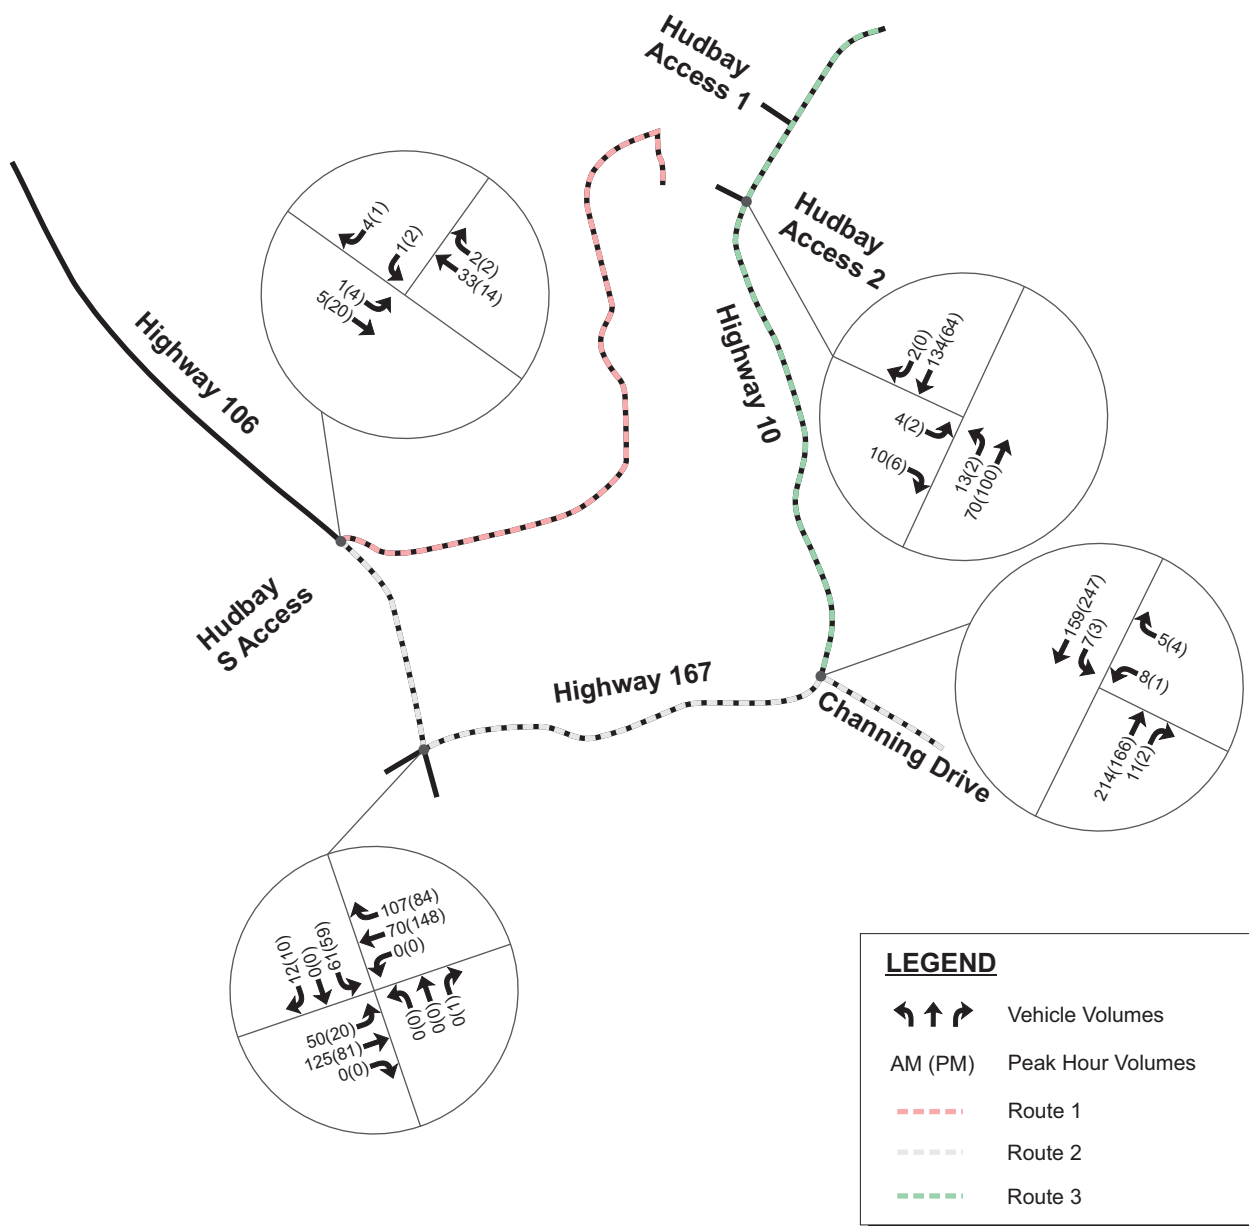 Hudbay
Access 1
Hudbay
Access 2
4(1)
1(2)
2(2)
33(14)
1(4)
5(20)
Highway 106
Highway 10
2(0)
134(64)
4(2)
10(6)
13(2)
70(100)
Hudbay
S Access
Highway 167
Channing Drive
159(247)
7(3)
5(4)
8(1)
214(166)
11(2)
107(84)
70(148)
0(0)
12(10)
0(0)
61(59)
50(20)
125(81)
0(0)
0(0)
0(0)
0(1)
LEGEND
Vehicle Volumes
AM (PM) Peak Hour Volumes
Route 1
Route 2
Route 3